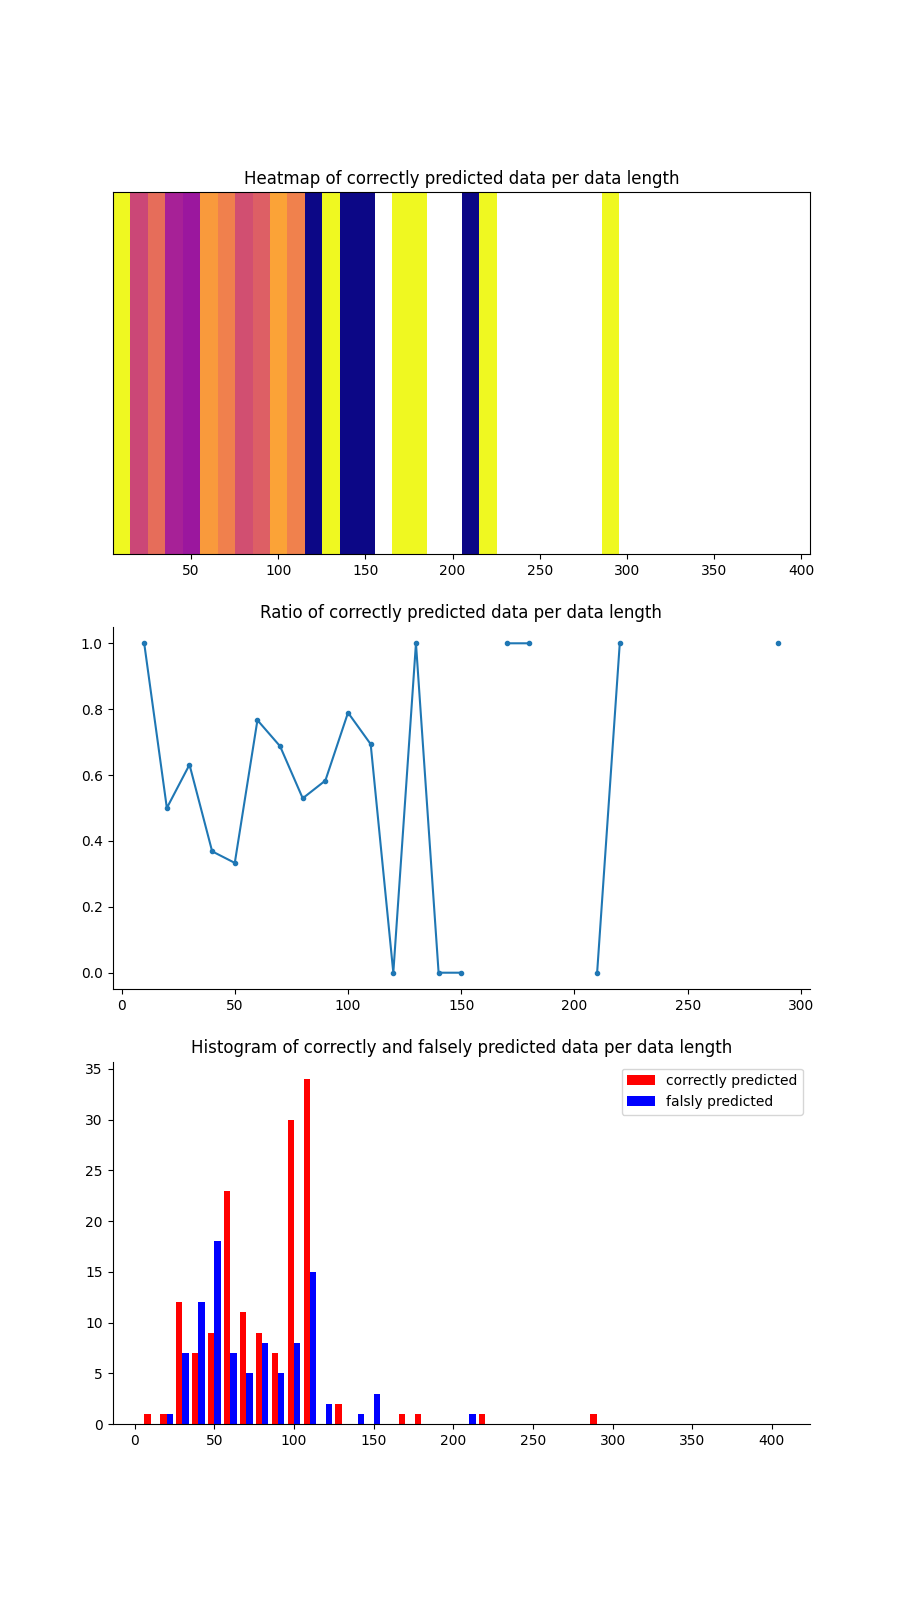 Heatmap of correctly predicted data per data length
50 100 150 200 250 300 350 400
Ratio of correctly predicted data per data length
1.0
0.8
0.6
0.4
0.2
0.0
0 50 100 150 200 250 300
Histogram of correctly and falsely predicted data per data length
35
30
25
20
15
10
5
0
correctly predicted
falsly predicted
0 50 100 150 200 250 300 350 400